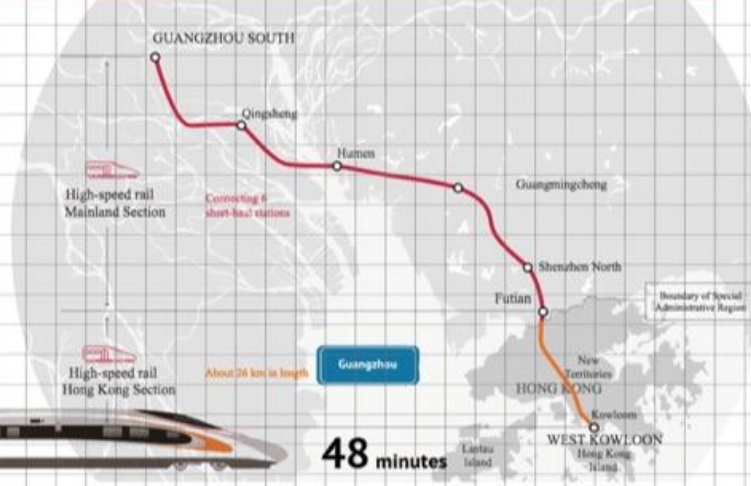 GUANGZHOU SOUTH
Qingsheng
Humen
High-speed rail
Mainland Section
Connecting 6
short-haul stations
Guangmingcheng
Shenzhen North
Futian
Boundary of Special
Administrative Region
High-speed rail
Hong Kong Section
About 26 km in length
Guangzhou
New
Territories
HONG KONG
Kowloon
WEST KOWLOON
Hong Kong
Island
48 minutes
Lantau
Island